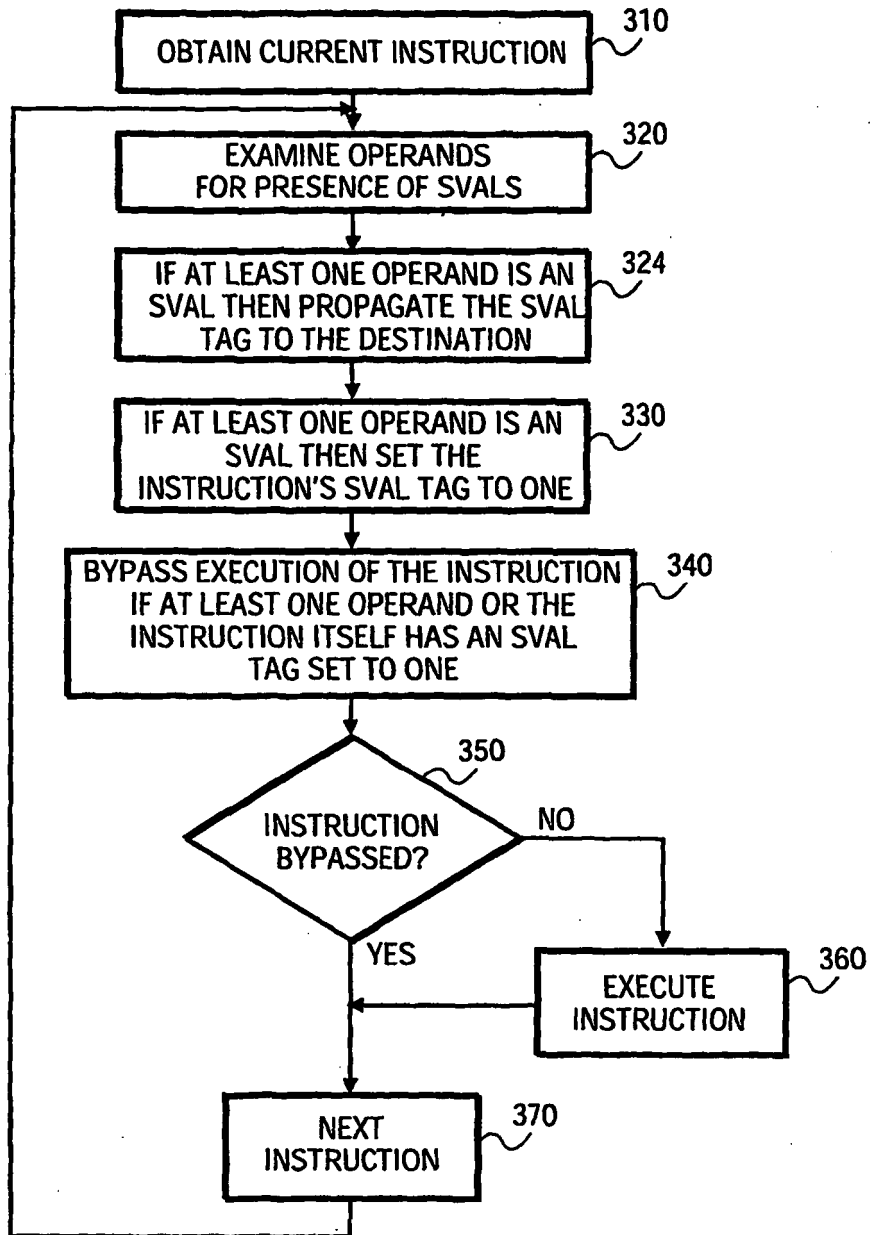 OBTAIN CURRENT INSTRUCTION
310
EXAMINE OPERANDS
FOR PRESENCE OF SVALS
320
IF AT LEAST ONE OPERAND IS AN
SVAL THEN PROPAGATE THE SVAL
TAG TO THE DESTINATION
324
IF AT LEAST ONE OPERAND IS AN
SVAL THEN SET THE
INSTRUCTION'S SVAL TAG TO ONE
330
BYPASS EXECUTION OF THE INSTRUCTION
IF AT LEAST ONE OPERAND OR THE
INSTRUCTION ITSELF HAS AN SVAL
TAG SET TO ONE
340
350
INSTRUCTION
BYPASSED?
NO
YES
360
EXECUTE
INSTRUCTION
NEXT
INSTRUCTION
370